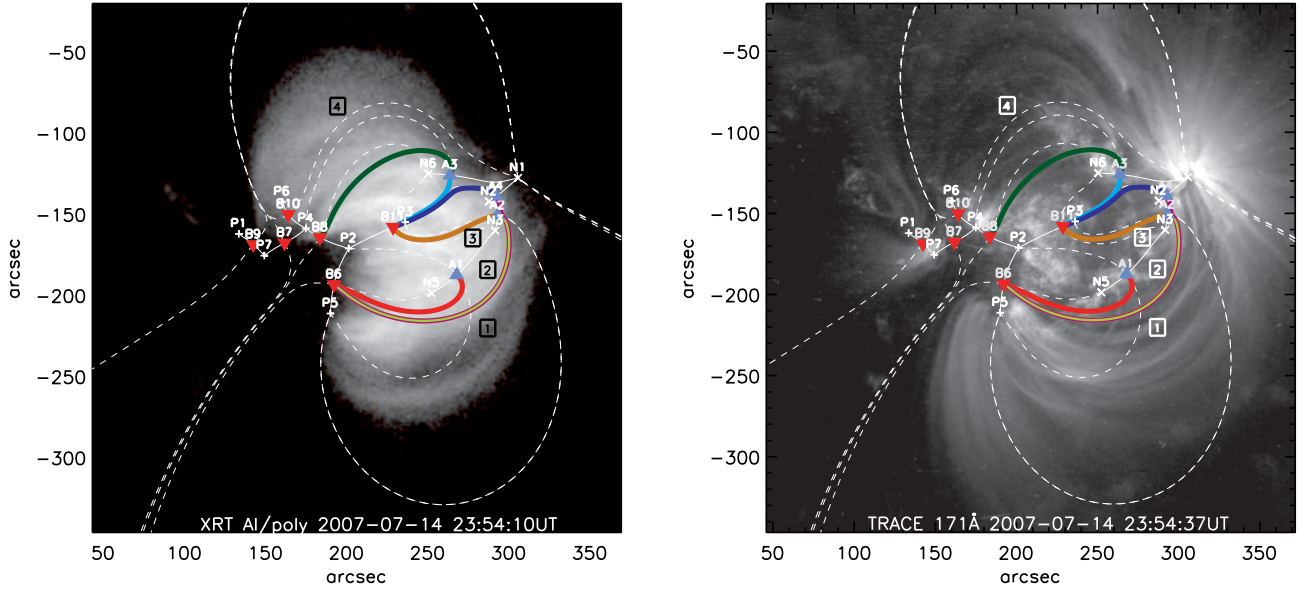 −50
−100
−150
−200
−250
−300
arcsec
4
N6 A3 N1
P6
B10
N2
P1 P4 P3
B9 B7 B8 B11
A2
P7 P2 N3
3
2
B6 A1
N5
P5
1
XRT Al/poly 2007−07−14 23:54:10UT
50 100 150 200 250 300 350
arcsec
−50
−100
−150
−200
−250
−300
arcsec
4
N6 A3
P6
B10
N2
P1 P4 P3
B9 B7 B8 B11
P7 P2 N3
3
2
B6 A1
N5
P5
1
TRACE 171Å 2007−07−14 23:54:37UT
50 100 150 200 250 300 350
arcsec